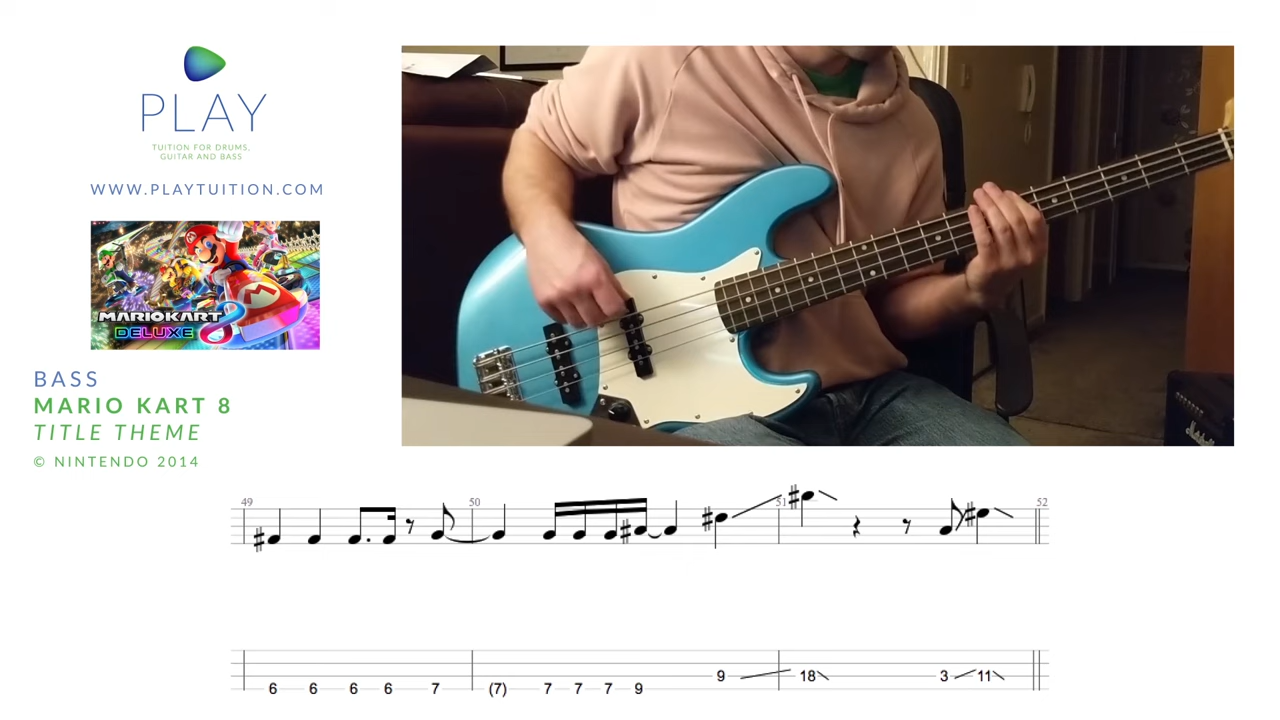 PLAY
TUITION FOR DRUMS,
GUITAR AND BASS
WWW.PLAYTUITION.COM
MARIOKART
8
DELUXE
BASS
MARIO KART 8
TITLE THEME
© NINTENDO 2014
49 50 51 52
6 6 6 6 7 (7) 7 7 7 9 9 18 3 11